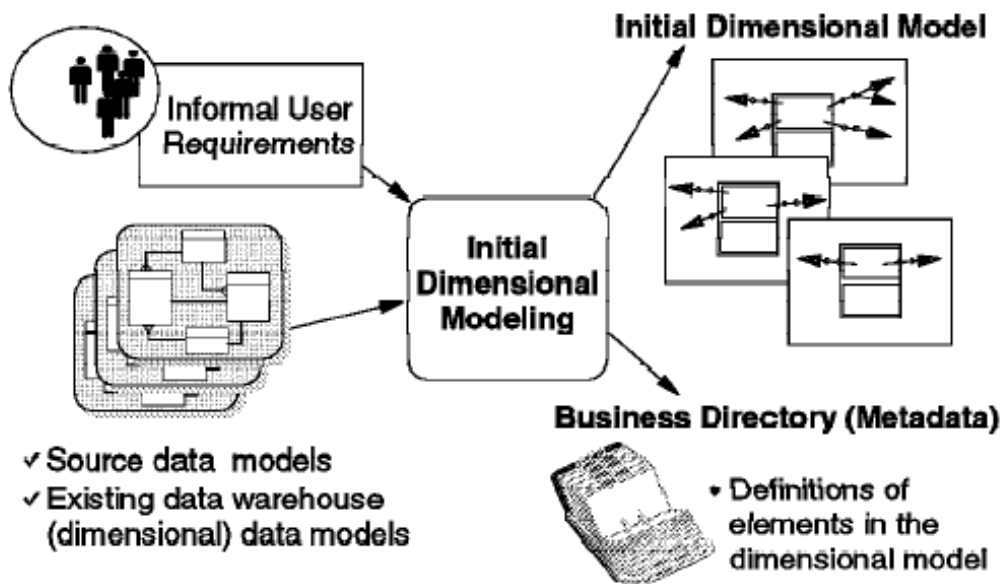 Initial Dimensional Model
Informal User
Requirements
Initial
Dimensional
Modeling
Business Directory (Metadata)
✓ Source data models
✓ Existing data warehouse
(dimensional) data models
• Definitions of
elements in the
dimensional model